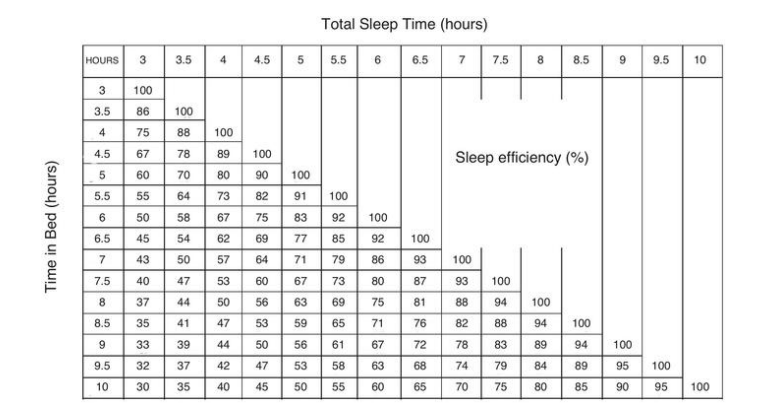 Total Sleep Time (hours)
HOURS 3 3.5 4 4.5 5 5.5 6 6.5 7 7.5 8 8.5 9 9.5 10
3 100
3.5 86 100
4 75 88 100
4.5 67 78 89 100
Sleep efficiency (%)
5 60 70 80 90 100
5.5 55 64 73 82 91 100
6 50 58 67 75 83 92 100
6.5 45 54 62 69 77 85 92 100
7 43 50 57 64 71 79 86 93 100
7.5 40 47 53 60 67 73 80 87 93 100
8 37 44 50 56 63 69 75 81 88 94 100
8.5 35 41 47 53 59 65 71 76 82 88 94 100
9 33 39 44 50 56 61 67 72 78 83 89 94 100
9.5 32 37 42 47 53 58 63 68 74 79 84 89 95 100
10 30 35 40 45 50 55 60 65 70 75 80 85 90 95 100
Time in Bed (hours)